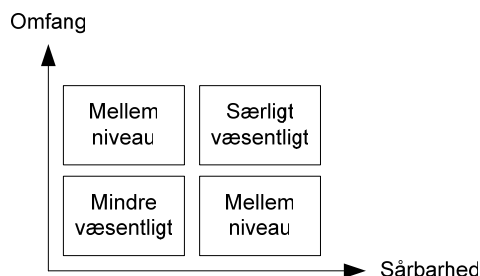 Omfang
Mellem
niveau
Særligt
væsentligt
Mindre
væsentligt
Mellem
niveau
Sårbarhed